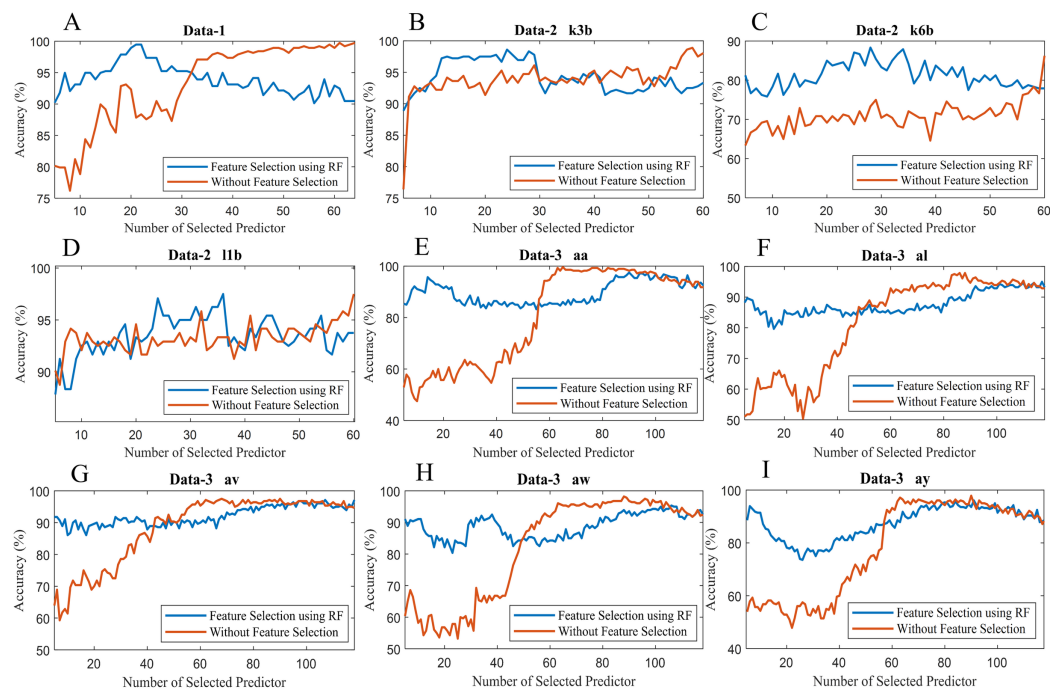 A Data-1
Accuracy (%)
100
95
90
85
80
75
10 20 30 40 50 60
Number of Selected Predictor
Feature Selection using RF
Without Feature Selection
B Data-2 k3b
Accuracy (%)
100
95
90
85
80
75
10 20 30 40 50 60
Number of Selected Predictor
Feature Selection using RF
Without Feature Selection
C Data-2 k6b
Accuracy (%)
90
80
70
60
50
10 20 30 40 50 60
Number of Selected Predictor
Feature Selection using RF
Without Feature Selection
D Data-2 l1b
Accuracy (%)
100
95
90
10 20 30 40 50 60
Number of Selected Predictor
Feature Selection using RF
Without Feature Selection
E Data-3 aa
Accuracy (%)
100
80
60
40
20 40 60 80 100
Number of Selected Predictor
Feature Selection using RF
Without Feature Selection
F Data-3 al
Accuracy (%)
100
90
80
70
60
50
20 40 60 80 100
Number of Selected Predictor
Feature Selection using RF
Without Feature Selection
G Data-3 av
Accuracy (%)
100
90
80
70
60
50
20 40 60 80 100
Number of Selected Predictor
Feature Selection using RF
Without Feature Selection
H Data-3 aw
Accuracy (%)
100
90
80
70
60
50
20 40 60 80 100
Number of Selected Predictor
Feature Selection using RF
Without Feature Selection
I Data-3 ay
Accuracy (%)
100
80
60
40
20 40 60 80 100
Number of Selected Predictor
Feature Selection using RF
Without Feature Selection